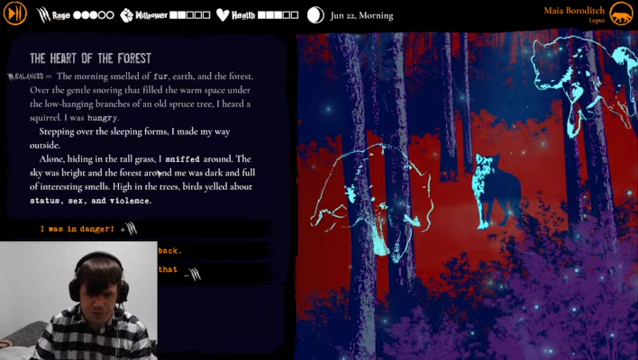 Rage
Willpower
Health
Jun 22, Morning
Maia Boroditch
Lupus
THE HEART OF THE FOREST
BALANCED — The morning smelled of fur, earth, and the forest.
Over the gentle snoring that filled the warm space under
the low-hanging branches of an old spruce tree, I heard a
squirrel. I was hungry.
Stepping over the sleeping forms, I made my way
outside.
Alone, hiding in the tall grass, I sniffed around. The
sky was bright and the forest around me was dark and full
of interesting smells. High in the trees, birds yelled about
status, sex, and violence.
I was in danger! +
back.
that –